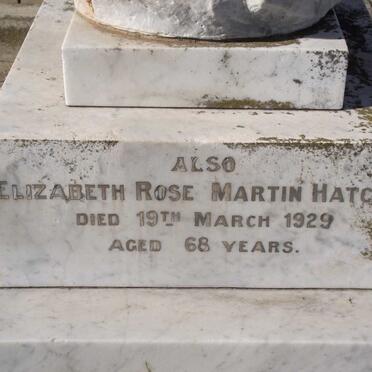 ALSO
ELIZABETH ROSE MARTIN HATC
DIED 19TH MARCH 1929
AGED 68 YEARS.